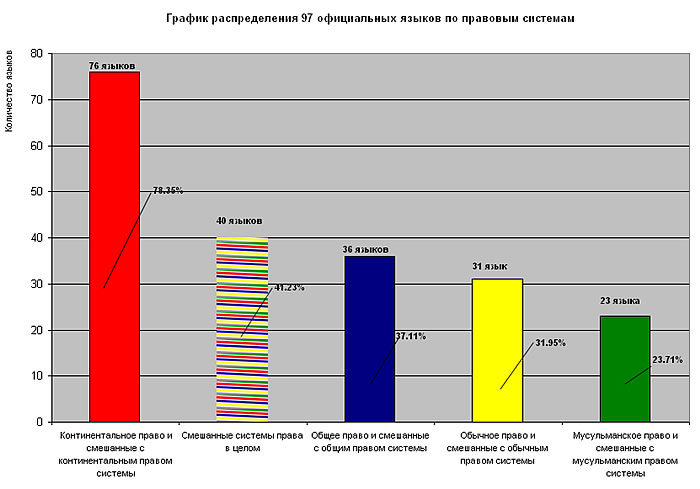 График распределения 97 официальных языков по правовым системам
Количество языков
80
70
60
50
40
30
20
10
0
76 языков
78.35%
40 языков
41.23%
36 языков
37.11%
31 язык
31.95%
23 языка
23.71%
Континентальное право и
смешанные с
континентальным правом
системы
Смешанные системы права
в целом
Общее право и смешанные
с общим правом системы
Обычное право и
смешанные с обычным
правом системы
Мусульманское право и
смешанные с
мусульманским правом
системы